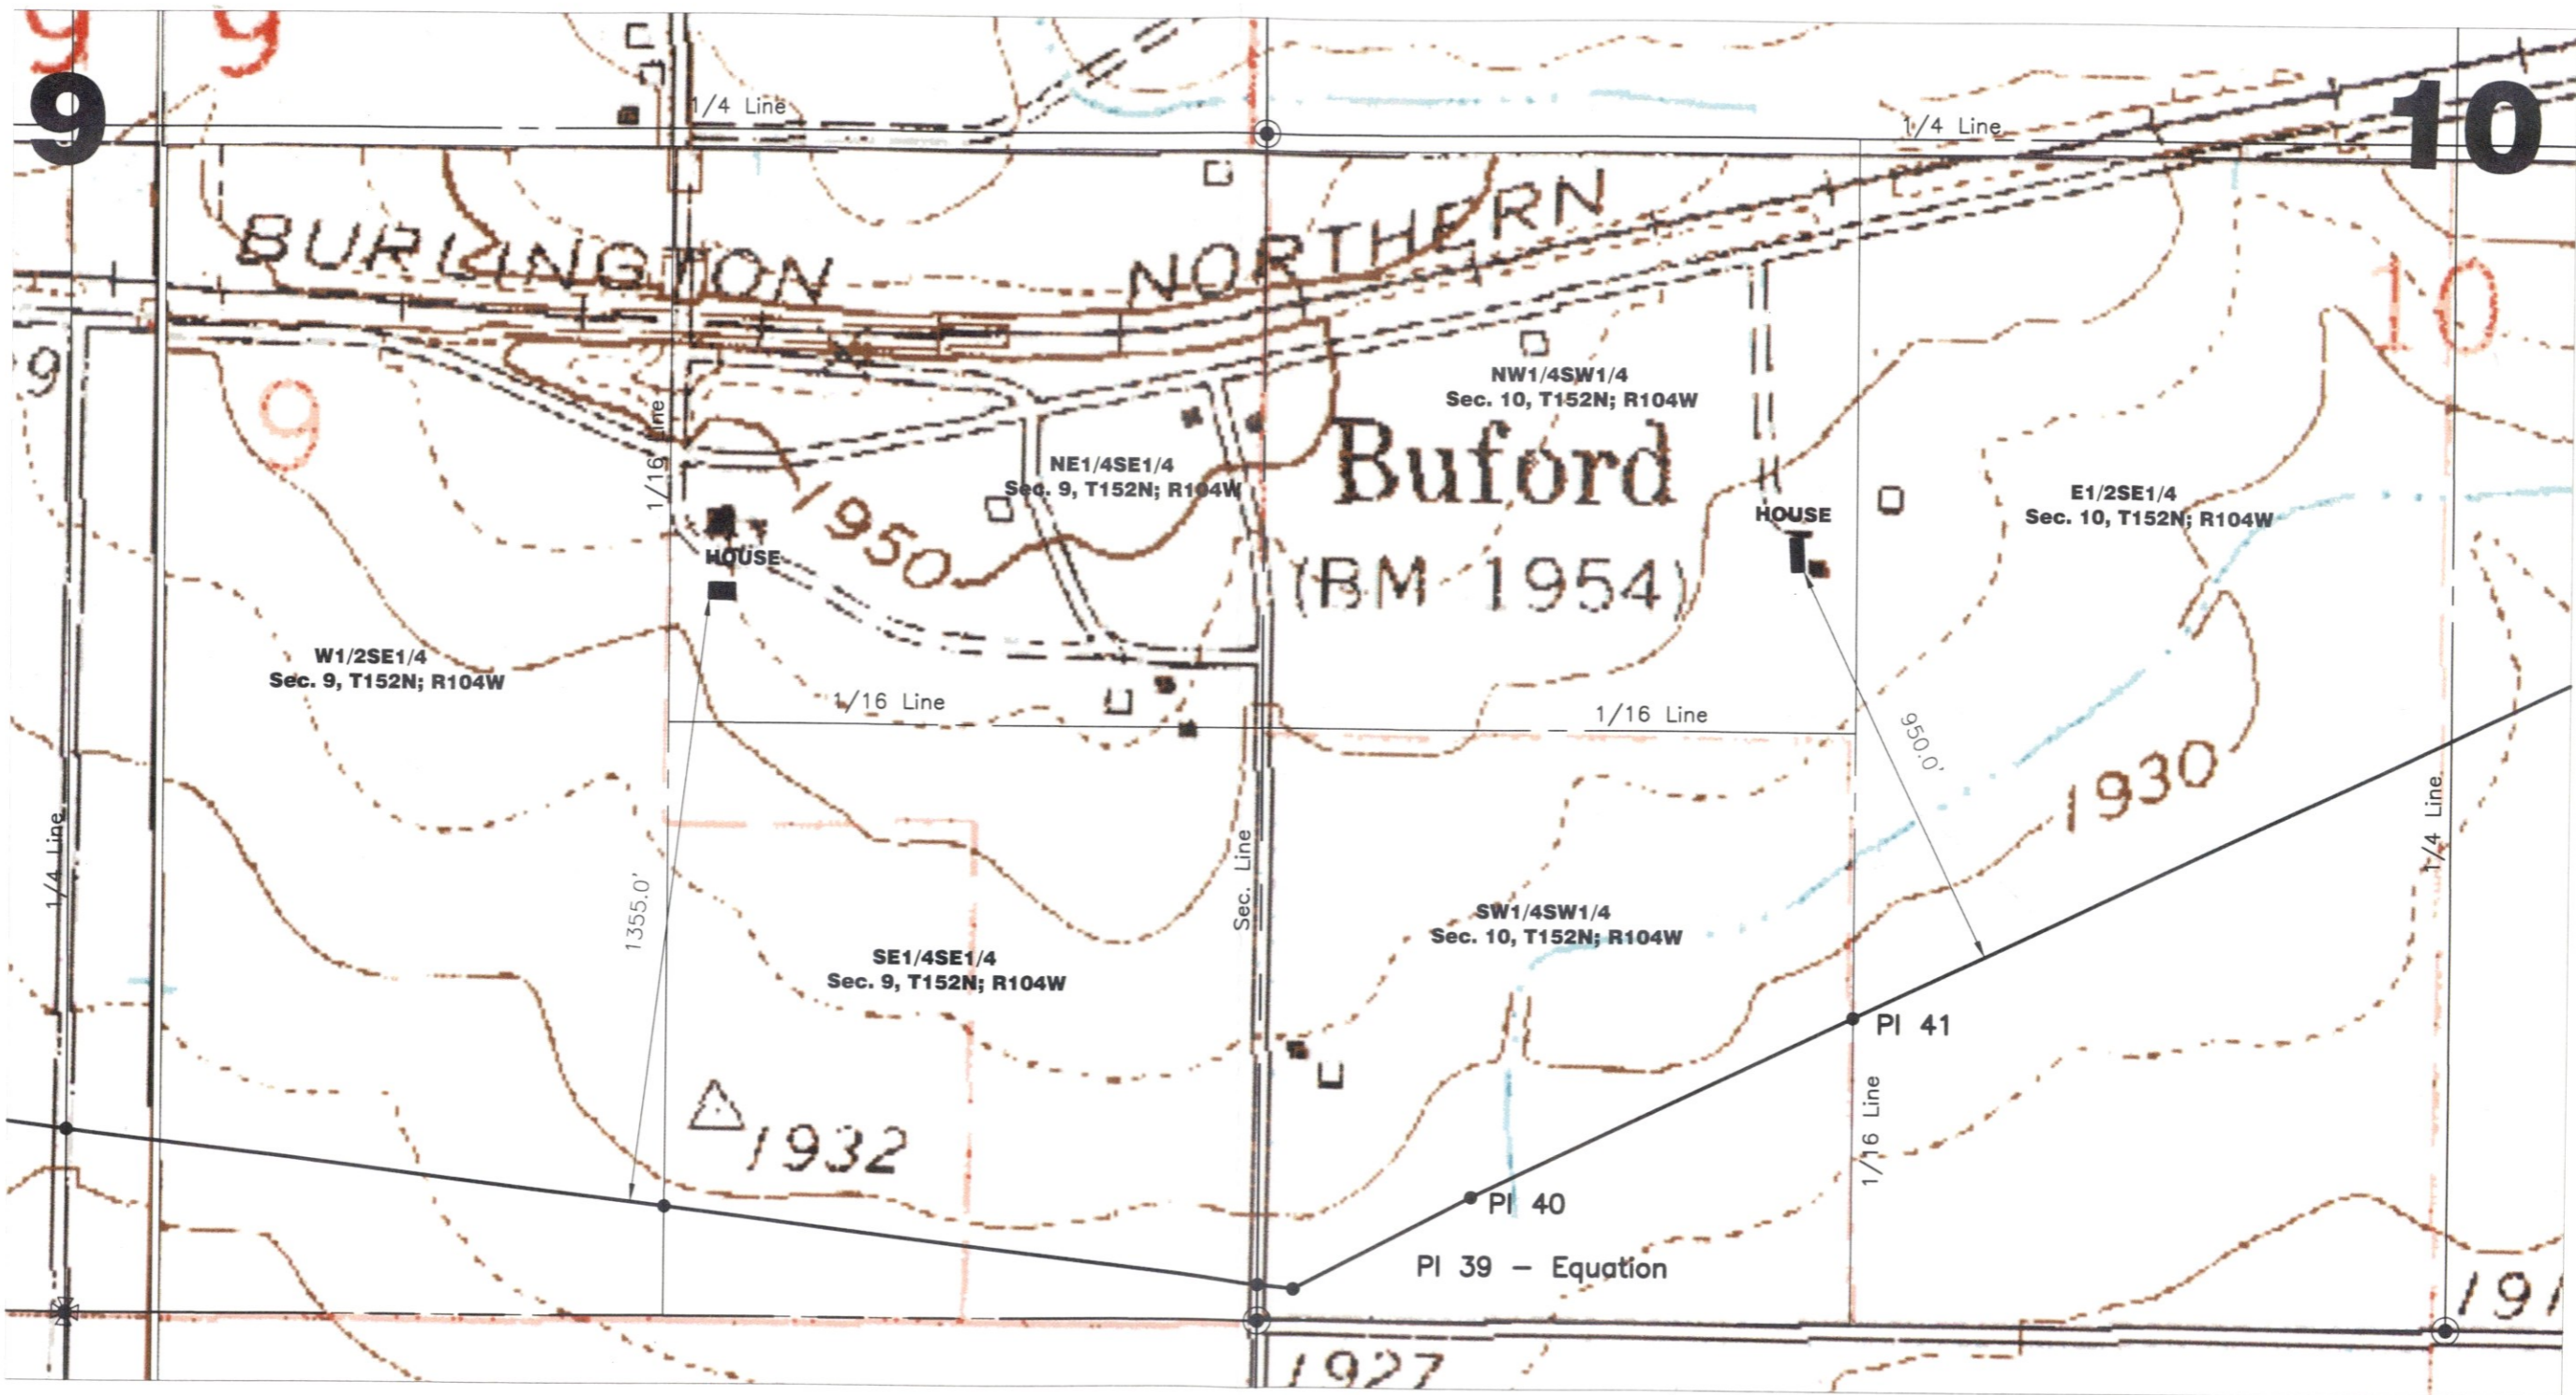 9
9
9
10
1/4 Line
1/4 Line
BURLINGTON NORTHERN
10
9
9
1/16 Line
NW1/4SW1/4
Sec. 10, T152N; R104W
Buford
(BM 1954)
NE1/4SE1/4
Sec. 9, T152N; R104W
1950
HOUSE
HOUSE
E1/2SE1/4
Sec. 10, T152N; R104W
W1/2SE1/4
Sec. 9, T152N; R104W
1/16 Line
1/16 Line
950.0'
1930
1/4 Line
1/4 Line
Sec. Line
1355.0'
SW1/4SW1/4
Sec. 10, T152N; R104W
SE1/4SE1/4
Sec. 9, T152N; R104W
PI 41
1/16 Line
1932
PI 40
PI 39 - Equation
191
1927